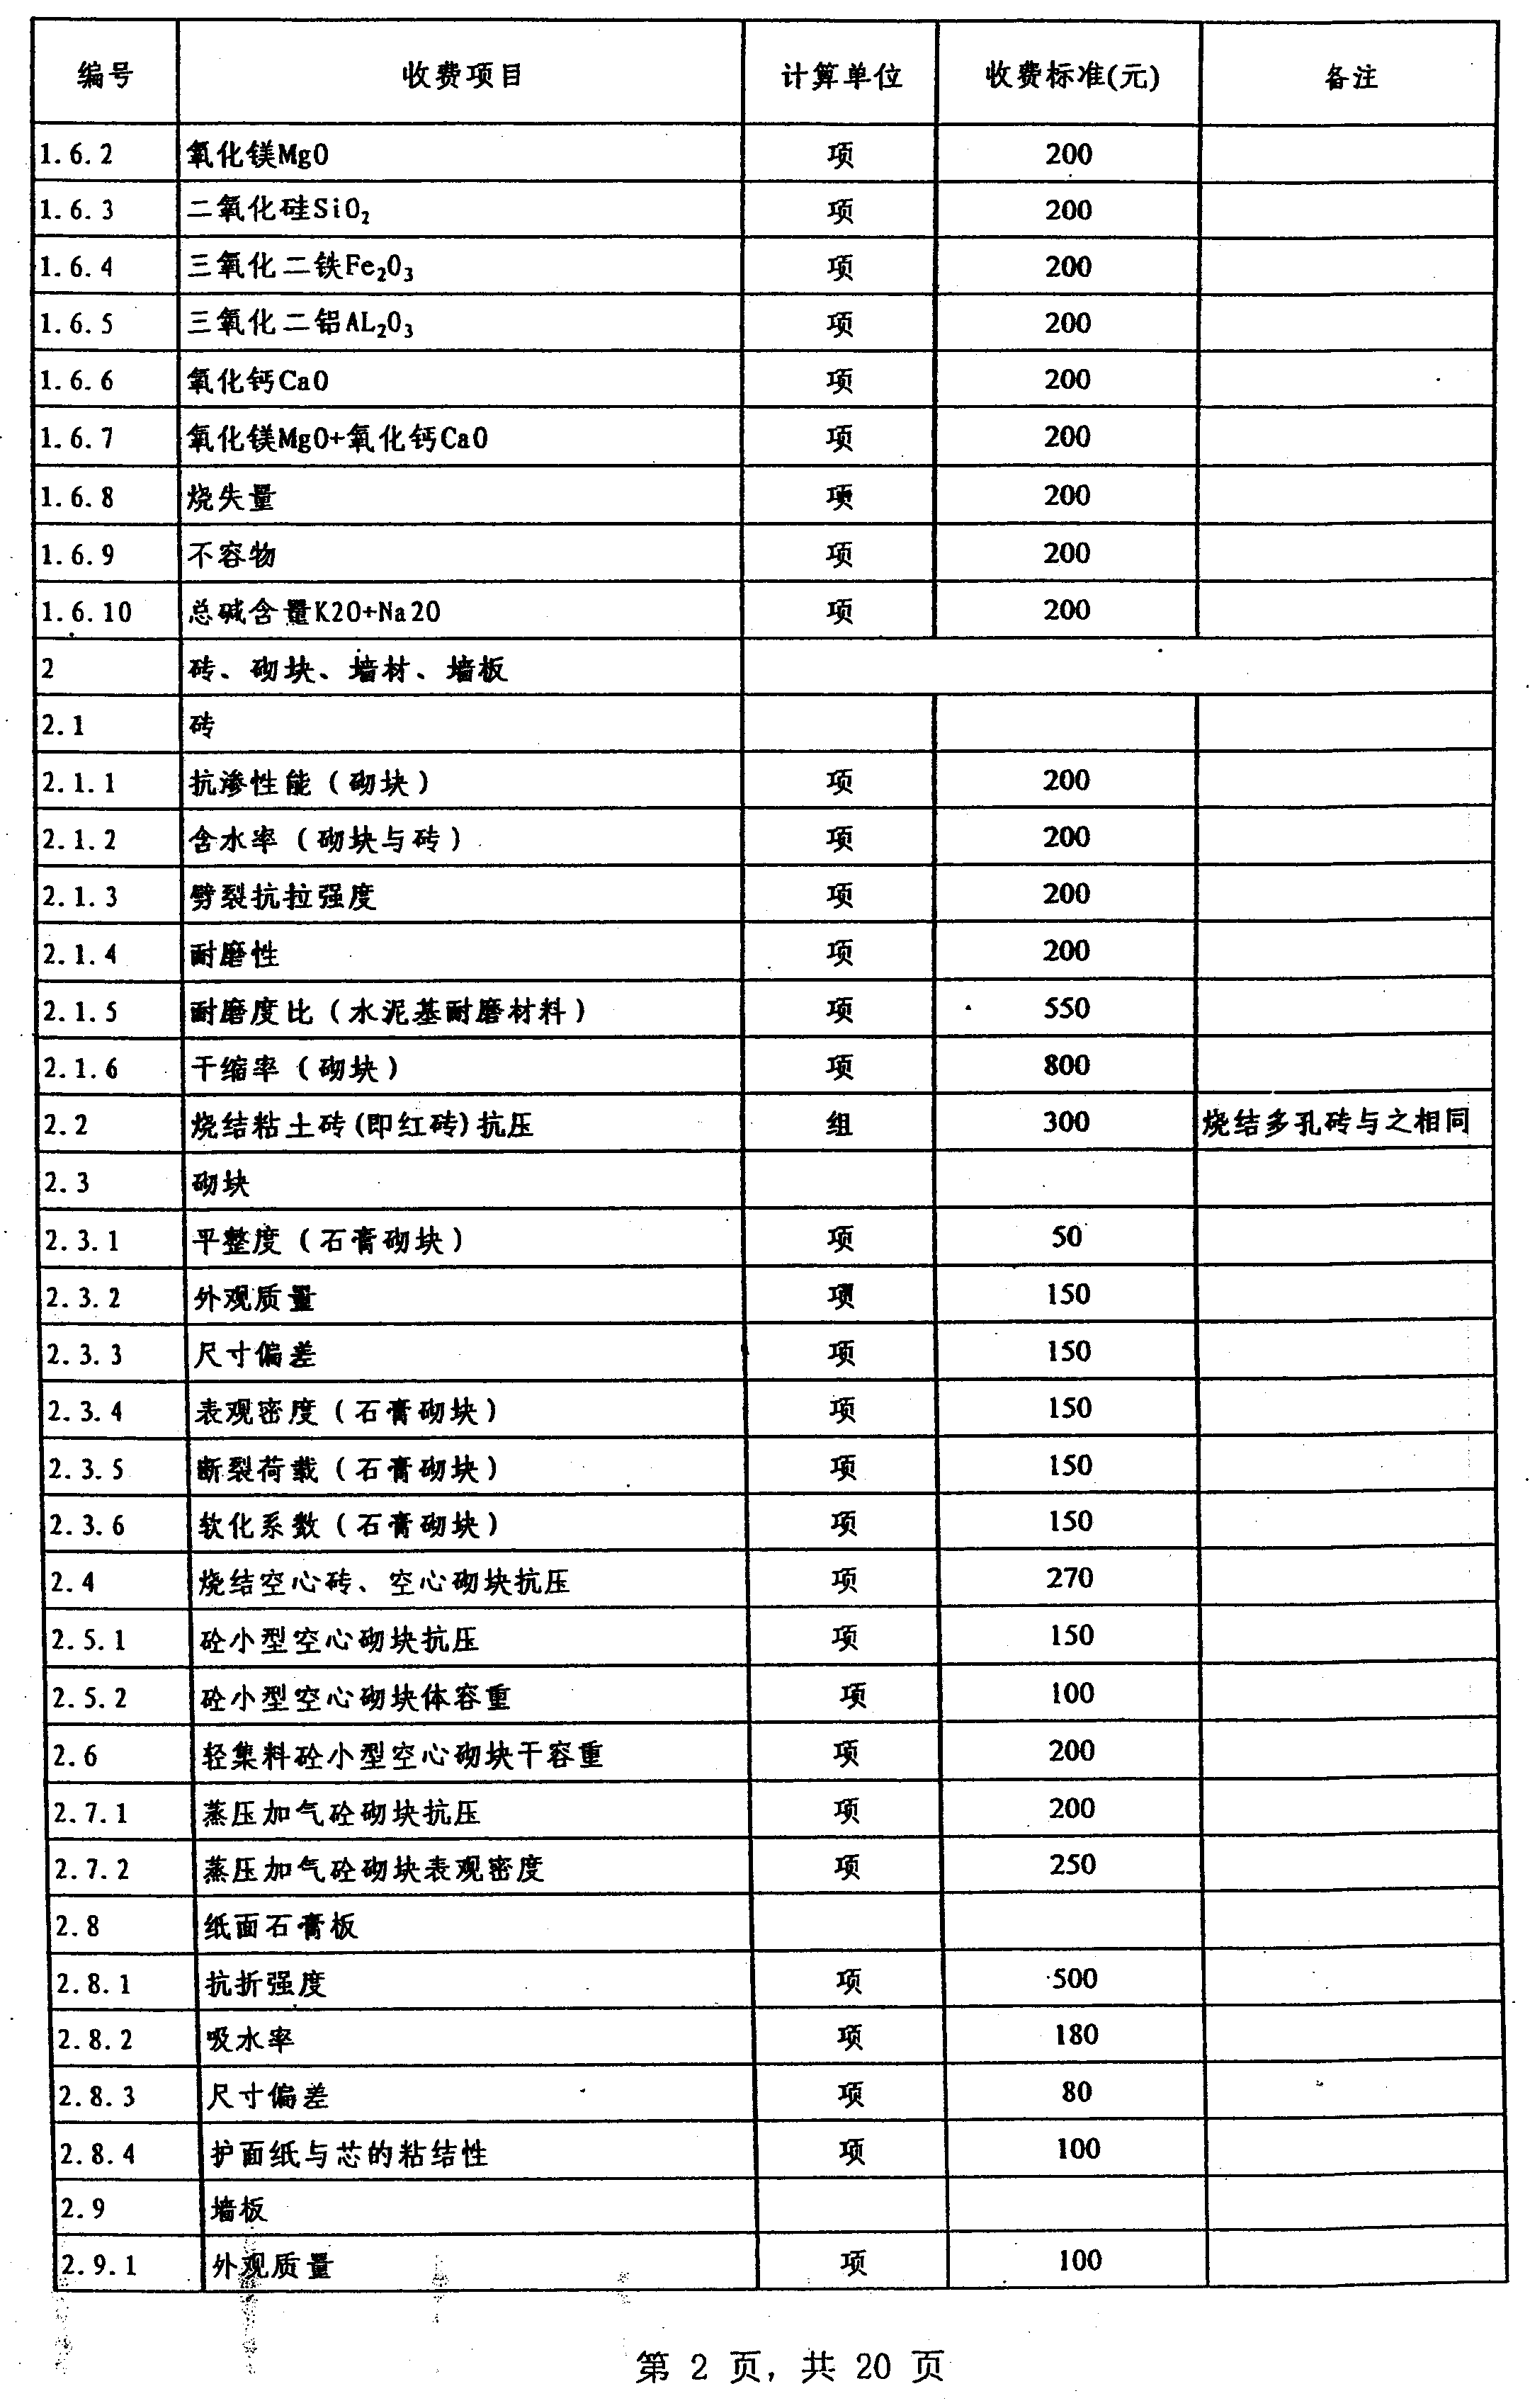 编号 收费项目 计算单位 收费标准(元) 备注
1.6.2 氧化镁MgO 项 200
1.6.3 二氧化硅SiO₂ 项 200
1.6.4 三氧化二铁Fe₂O₃ 项 200
1.6.5 三氧化二铝AL₂O₃ 项 200
1.6.6 氧化钙CaO 项 200
1.6.7 氧化镁MgO+氧化钙CaO 项 200
1.6.8 烧失量 项 200
1.6.9 不容物 项 200
1.6.10 总碱含量K2O+Na2O 项 200
2 砖、砌块、墙材、墙板
2.1 砖
2.1.1 抗渗性能（砌块） 项 200
2.1.2 含水率（砌块与砖） 项 200
2.1.3 劈裂抗拉强度 项 200
2.1.4 耐磨性 项 200
2.1.5 耐磨度比（水泥基耐磨材料） 项 550
2.1.6 干缩率（砌块） 项 800
2.2 烧结粘土砖(即红砖)抗压 组 300 烧结多孔砖与之相同
2.3 砌块
2.3.1 平整度（石膏砌块） 项 50
2.3.2 外观质量 项 150
2.3.3 尺寸偏差 项 150
2.3.4 表观密度（石膏砌块） 项 150
2.3.5 断裂荷载（石膏砌块） 项 150
2.3.6 软化系数（石膏砌块） 项 150
2.4 烧结空心砖、空心砌块抗压 项 270
2.5.1 砼小型空心砌块抗压 项 150
2.5.2 砼小型空心砌块体容重 项 100
2.6 轻集料砼小型空心砌块干容重 项 200
2.7.1 蒸压加气砼砌块抗压 项 200
2.7.2 蒸压加气砼砌块表观密度 项 250
2.8 纸面石膏板
2.8.1 抗折强度 项 500
2.8.2 吸水率 项 180
2.8.3 尺寸偏差 项 80
2.8.4 护面纸与芯的粘结性 项 100
2.9 墙板
2.9.1 外观质量 项 100
第 2 页, 共 20 页